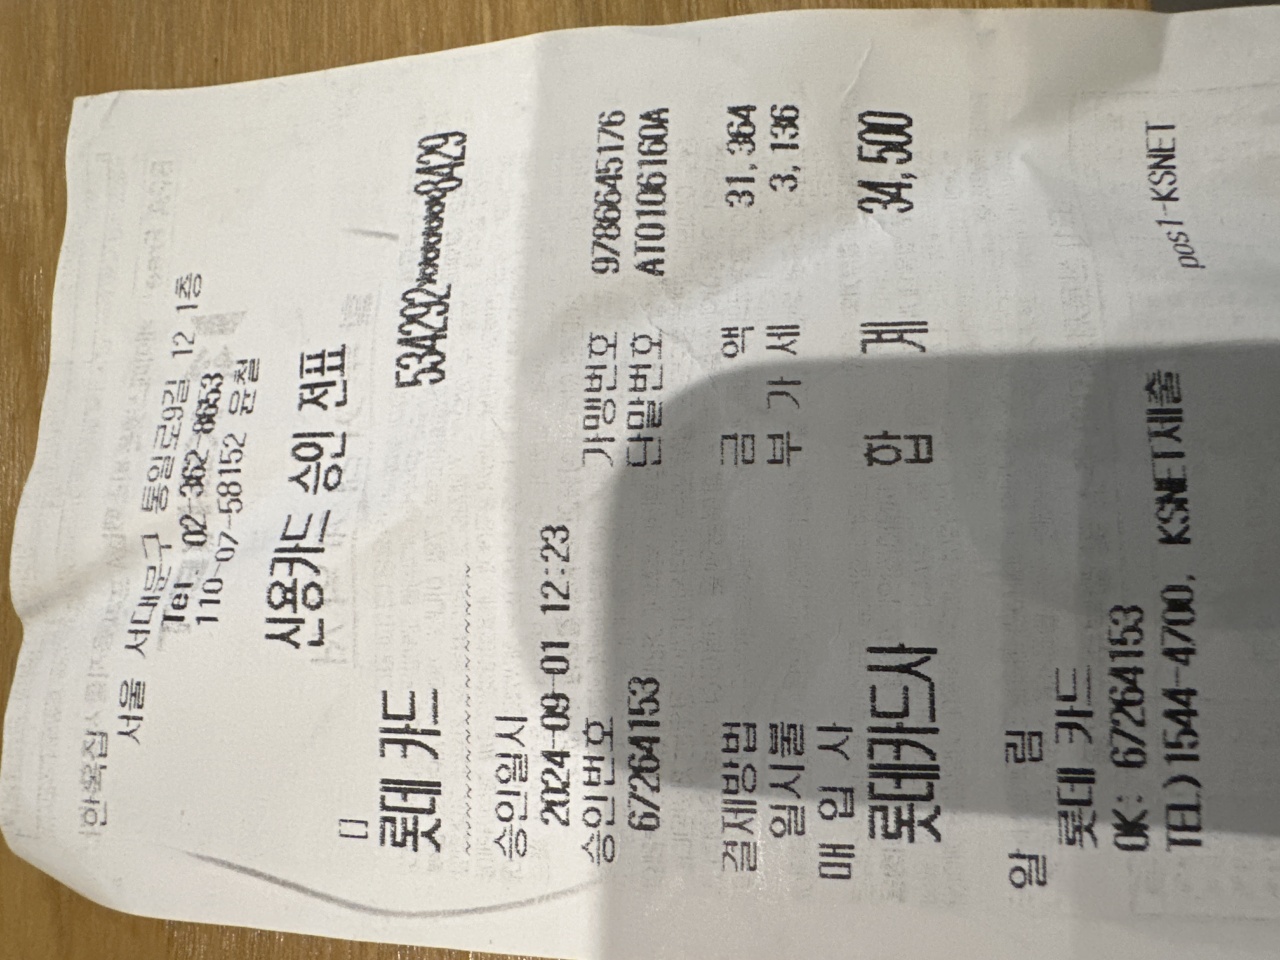 한옥집
서울 서대문구 통일로9길 12 1층
Tel. 02-362-8653
110-07-58152 윤철
신용카드 승인 전표
[]
롯데 카드
534292******8429
승인일시
2024-09-01 12:23
승인번호 가맹번호 9786645176
67264153 단말번호 AT0106160A
결제방법 금 액 31,364
일시불 부 가 세 3,136
매 입 사
롯데카드사 합 계 34,500
알 림
롯데 카드
OK: 67264153
TEL)1544-4700. KSNET제출
pos1-KSNET